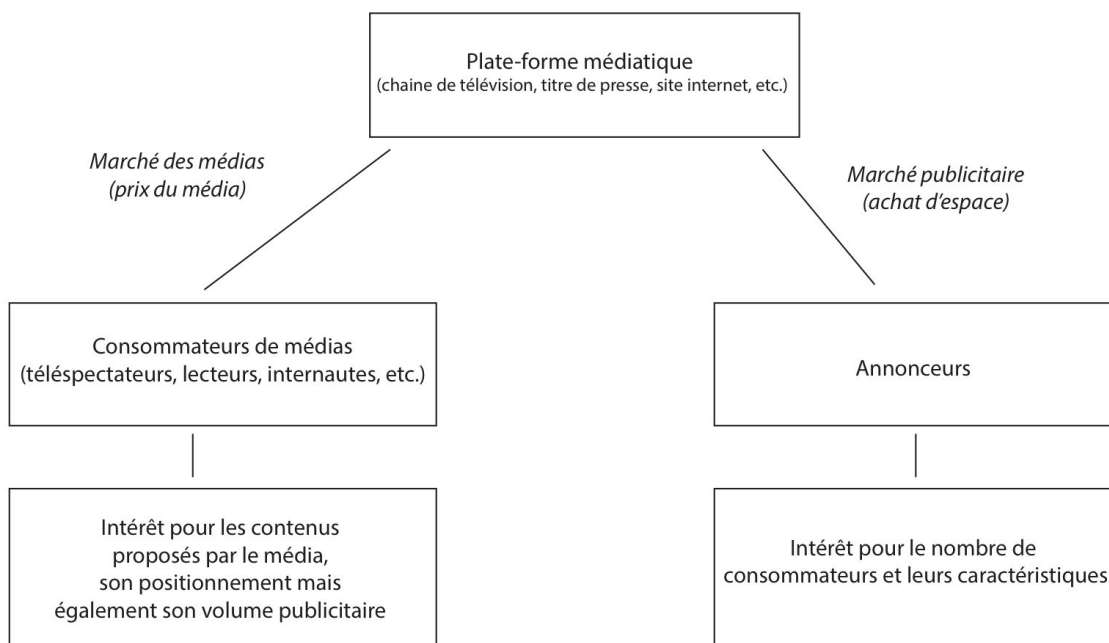 Plate-forme médiatique
(chaine de télévision, titre de presse, site internet, etc.)
Marché des médias
(prix du média)
Marché publicitaire
(achat d'espace)
Consommateurs de médias
(téléspectateurs, lecteurs, internautes, etc.)
Annonceurs
Intérêt pour les contenus
proposés par le média,
son positionnement mais
également son volume publicitaire
Intérêt pour le nombre de
consommateurs et leurs caractéristiques